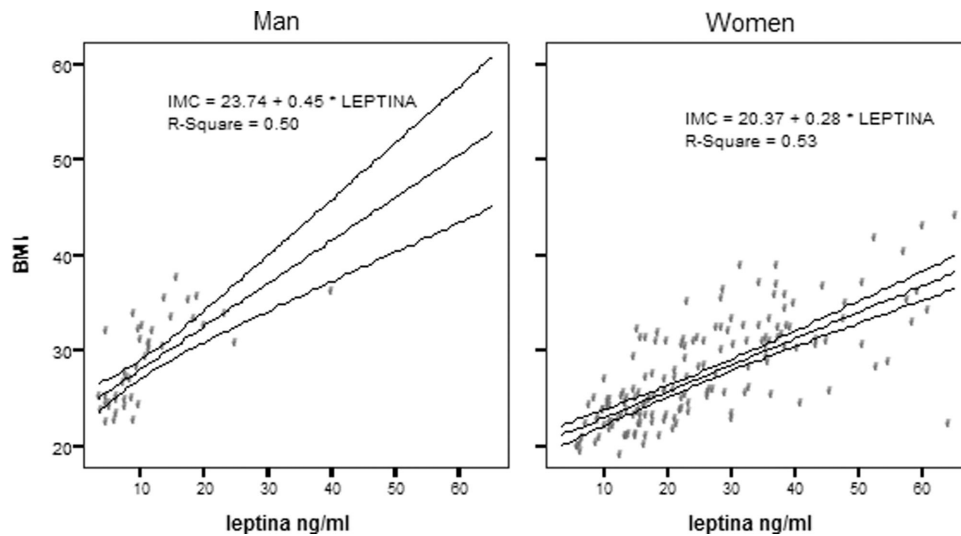 Man
Women
BMI
60
50
40
30
20
IMC = 23.74 + 0.45 * LEPTINA
R-Square = 0.50
IMC = 20.37 + 0.28 * LEPTINA
R-Square = 0.53
10 20 30 40 50 60
10 20 30 40 50 60
leptina ng/ml
leptina ng/ml